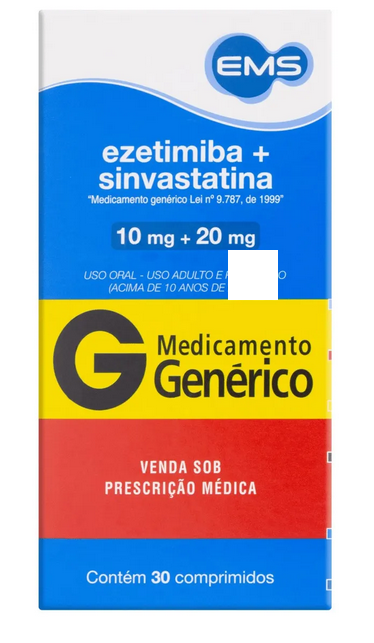 EMS
ezetimiba +
sinvastatina
"Medicamento genérico Lei nº 9.787, de 1999"
10 mg + 20 mg
USO ORAL - USO ADULTO E
(ACIMA DE 10 ANOS DE
G Medicamento
Genérico
VENDA SOB
PRESCRIÇÃO MÉDICA
Contém 30 comprimidos